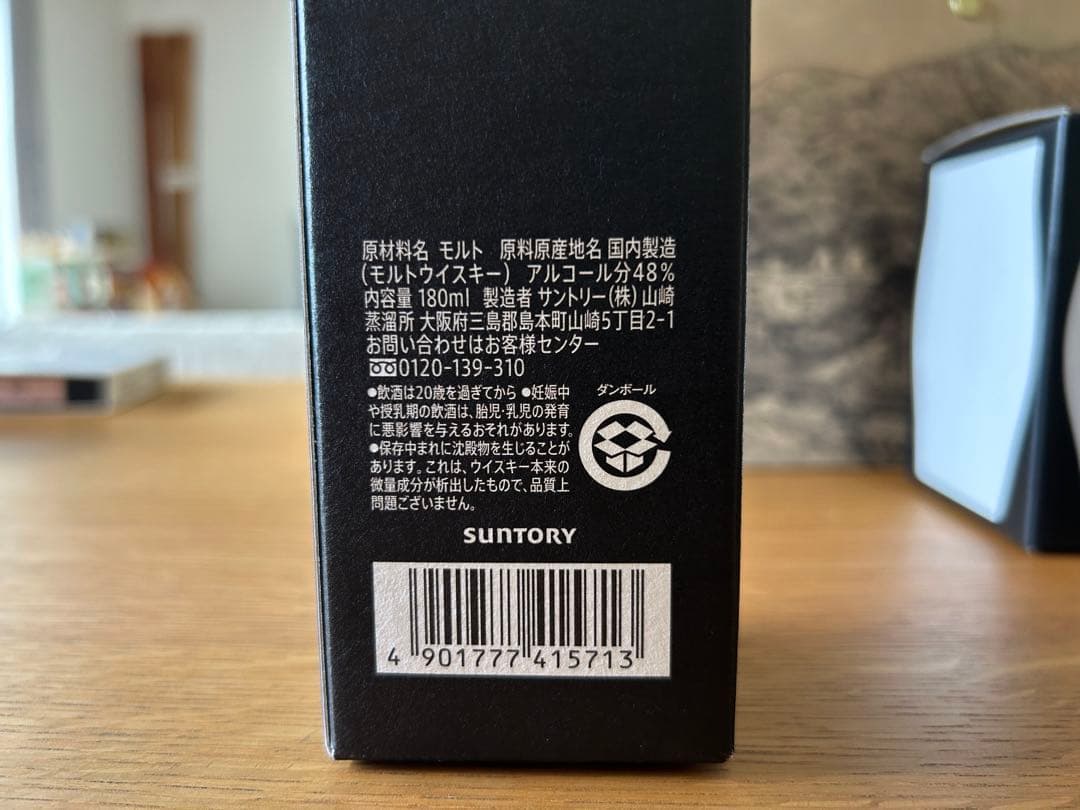 原材料名 モルト 原料原産地名 国内製造
(モルトウイスキー) アルコール分48%
内容量 180ml 製造者 サントリー(株) 山崎
蒸溜所 大阪府三島郡島本町山崎5丁目2-1
お問い合わせはお客様センター
0120-139-310
●飲酒は20歳を過ぎてから ●妊娠中
や授乳期の飲酒は、胎児・乳児の発育
に悪影響を与えるおそれがあります。
●保存中まれに沈殿物を生じることが
あります。これは、ウイスキー本来の
微量成分が析出したもので、品質上
問題ございません。
ダンボール
SUNTORY
4 901777 415713